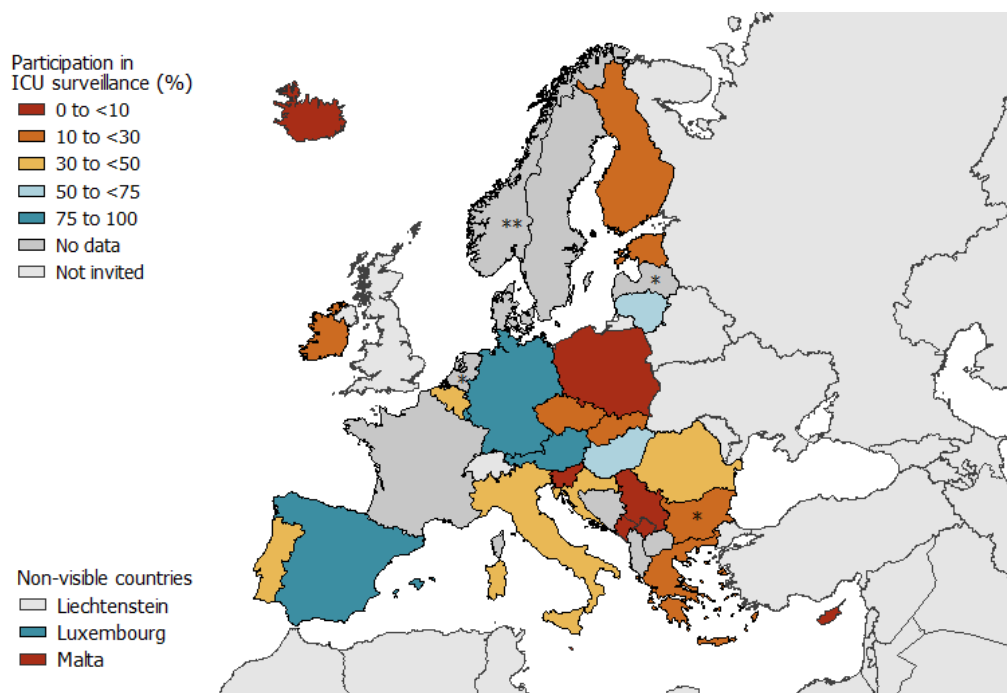 Participation in
ICU surveillance (%)
0 to <10
10 to <30
30 to <50
50 to <75
75 to 100
No data
Not invited
**
*
*
*
Non-visible countries
Liechtenstein
Luxembourg
Malta